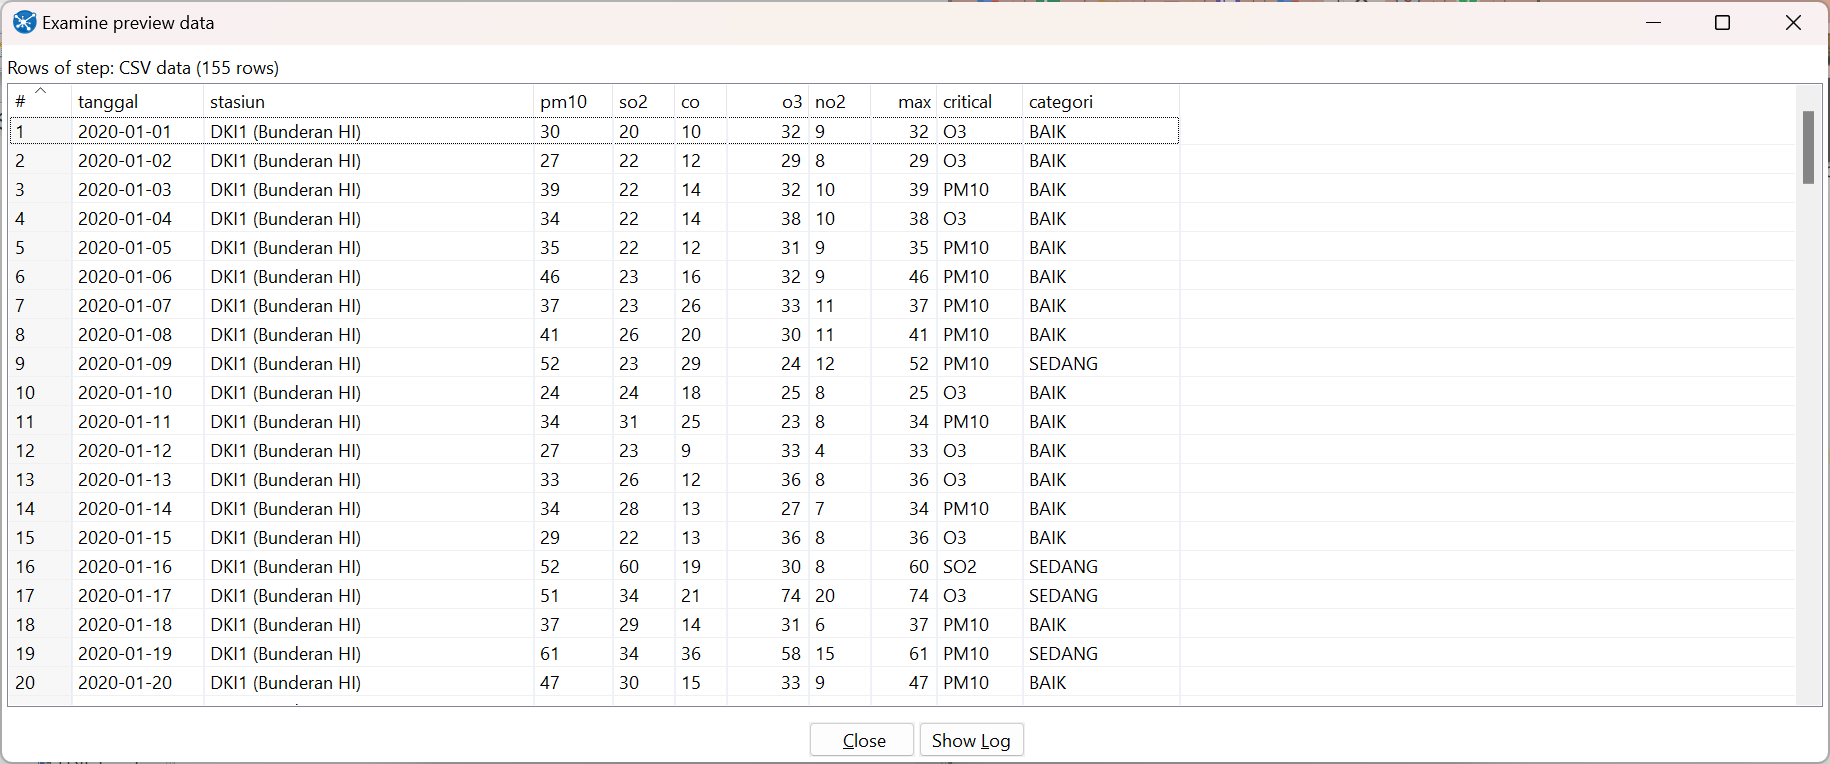 Examine preview data
Rows of step: CSV data (155 rows)
# tanggal stasiun pm10 so2 co o3 no2 max critical categori
1 2020-01-01 DKI1 (Bunderan HI) 30 20 10 32 9 32 O3 BAIK
2 2020-01-02 DKI1 (Bunderan HI) 27 22 12 29 8 29 O3 BAIK
3 2020-01-03 DKI1 (Bunderan HI) 39 22 14 32 10 39 PM10 BAIK
4 2020-01-04 DKI1 (Bunderan HI) 34 22 14 38 10 38 O3 BAIK
5 2020-01-05 DKI1 (Bunderan HI) 35 22 12 31 9 35 PM10 BAIK
6 2020-01-06 DKI1 (Bunderan HI) 46 23 16 32 9 46 PM10 BAIK
7 2020-01-07 DKI1 (Bunderan HI) 37 23 26 33 11 37 PM10 BAIK
8 2020-01-08 DKI1 (Bunderan HI) 41 26 20 30 11 41 PM10 BAIK
9 2020-01-09 DKI1 (Bunderan HI) 52 23 29 24 12 52 PM10 SEDANG
10 2020-01-10 DKI1 (Bunderan HI) 24 24 18 25 8 25 O3 BAIK
11 2020-01-11 DKI1 (Bunderan HI) 34 31 25 23 8 34 PM10 BAIK
12 2020-01-12 DKI1 (Bunderan HI) 27 23 9 33 4 33 O3 BAIK
13 2020-01-13 DKI1 (Bunderan HI) 33 26 12 36 8 36 O3 BAIK
14 2020-01-14 DKI1 (Bunderan HI) 34 28 13 27 7 34 PM10 BAIK
15 2020-01-15 DKI1 (Bunderan HI) 29 22 13 36 8 36 O3 BAIK
16 2020-01-16 DKI1 (Bunderan HI) 52 60 19 30 8 60 SO2 SEDANG
17 2020-01-17 DKI1 (Bunderan HI) 51 34 21 74 20 74 O3 SEDANG
18 2020-01-18 DKI1 (Bunderan HI) 37 29 14 31 6 37 PM10 BAIK
19 2020-01-19 DKI1 (Bunderan HI) 61 34 36 58 15 61 PM10 SEDANG
20 2020-01-20 DKI1 (Bunderan HI) 47 30 15 33 9 47 PM10 BAIK
Close Show Log